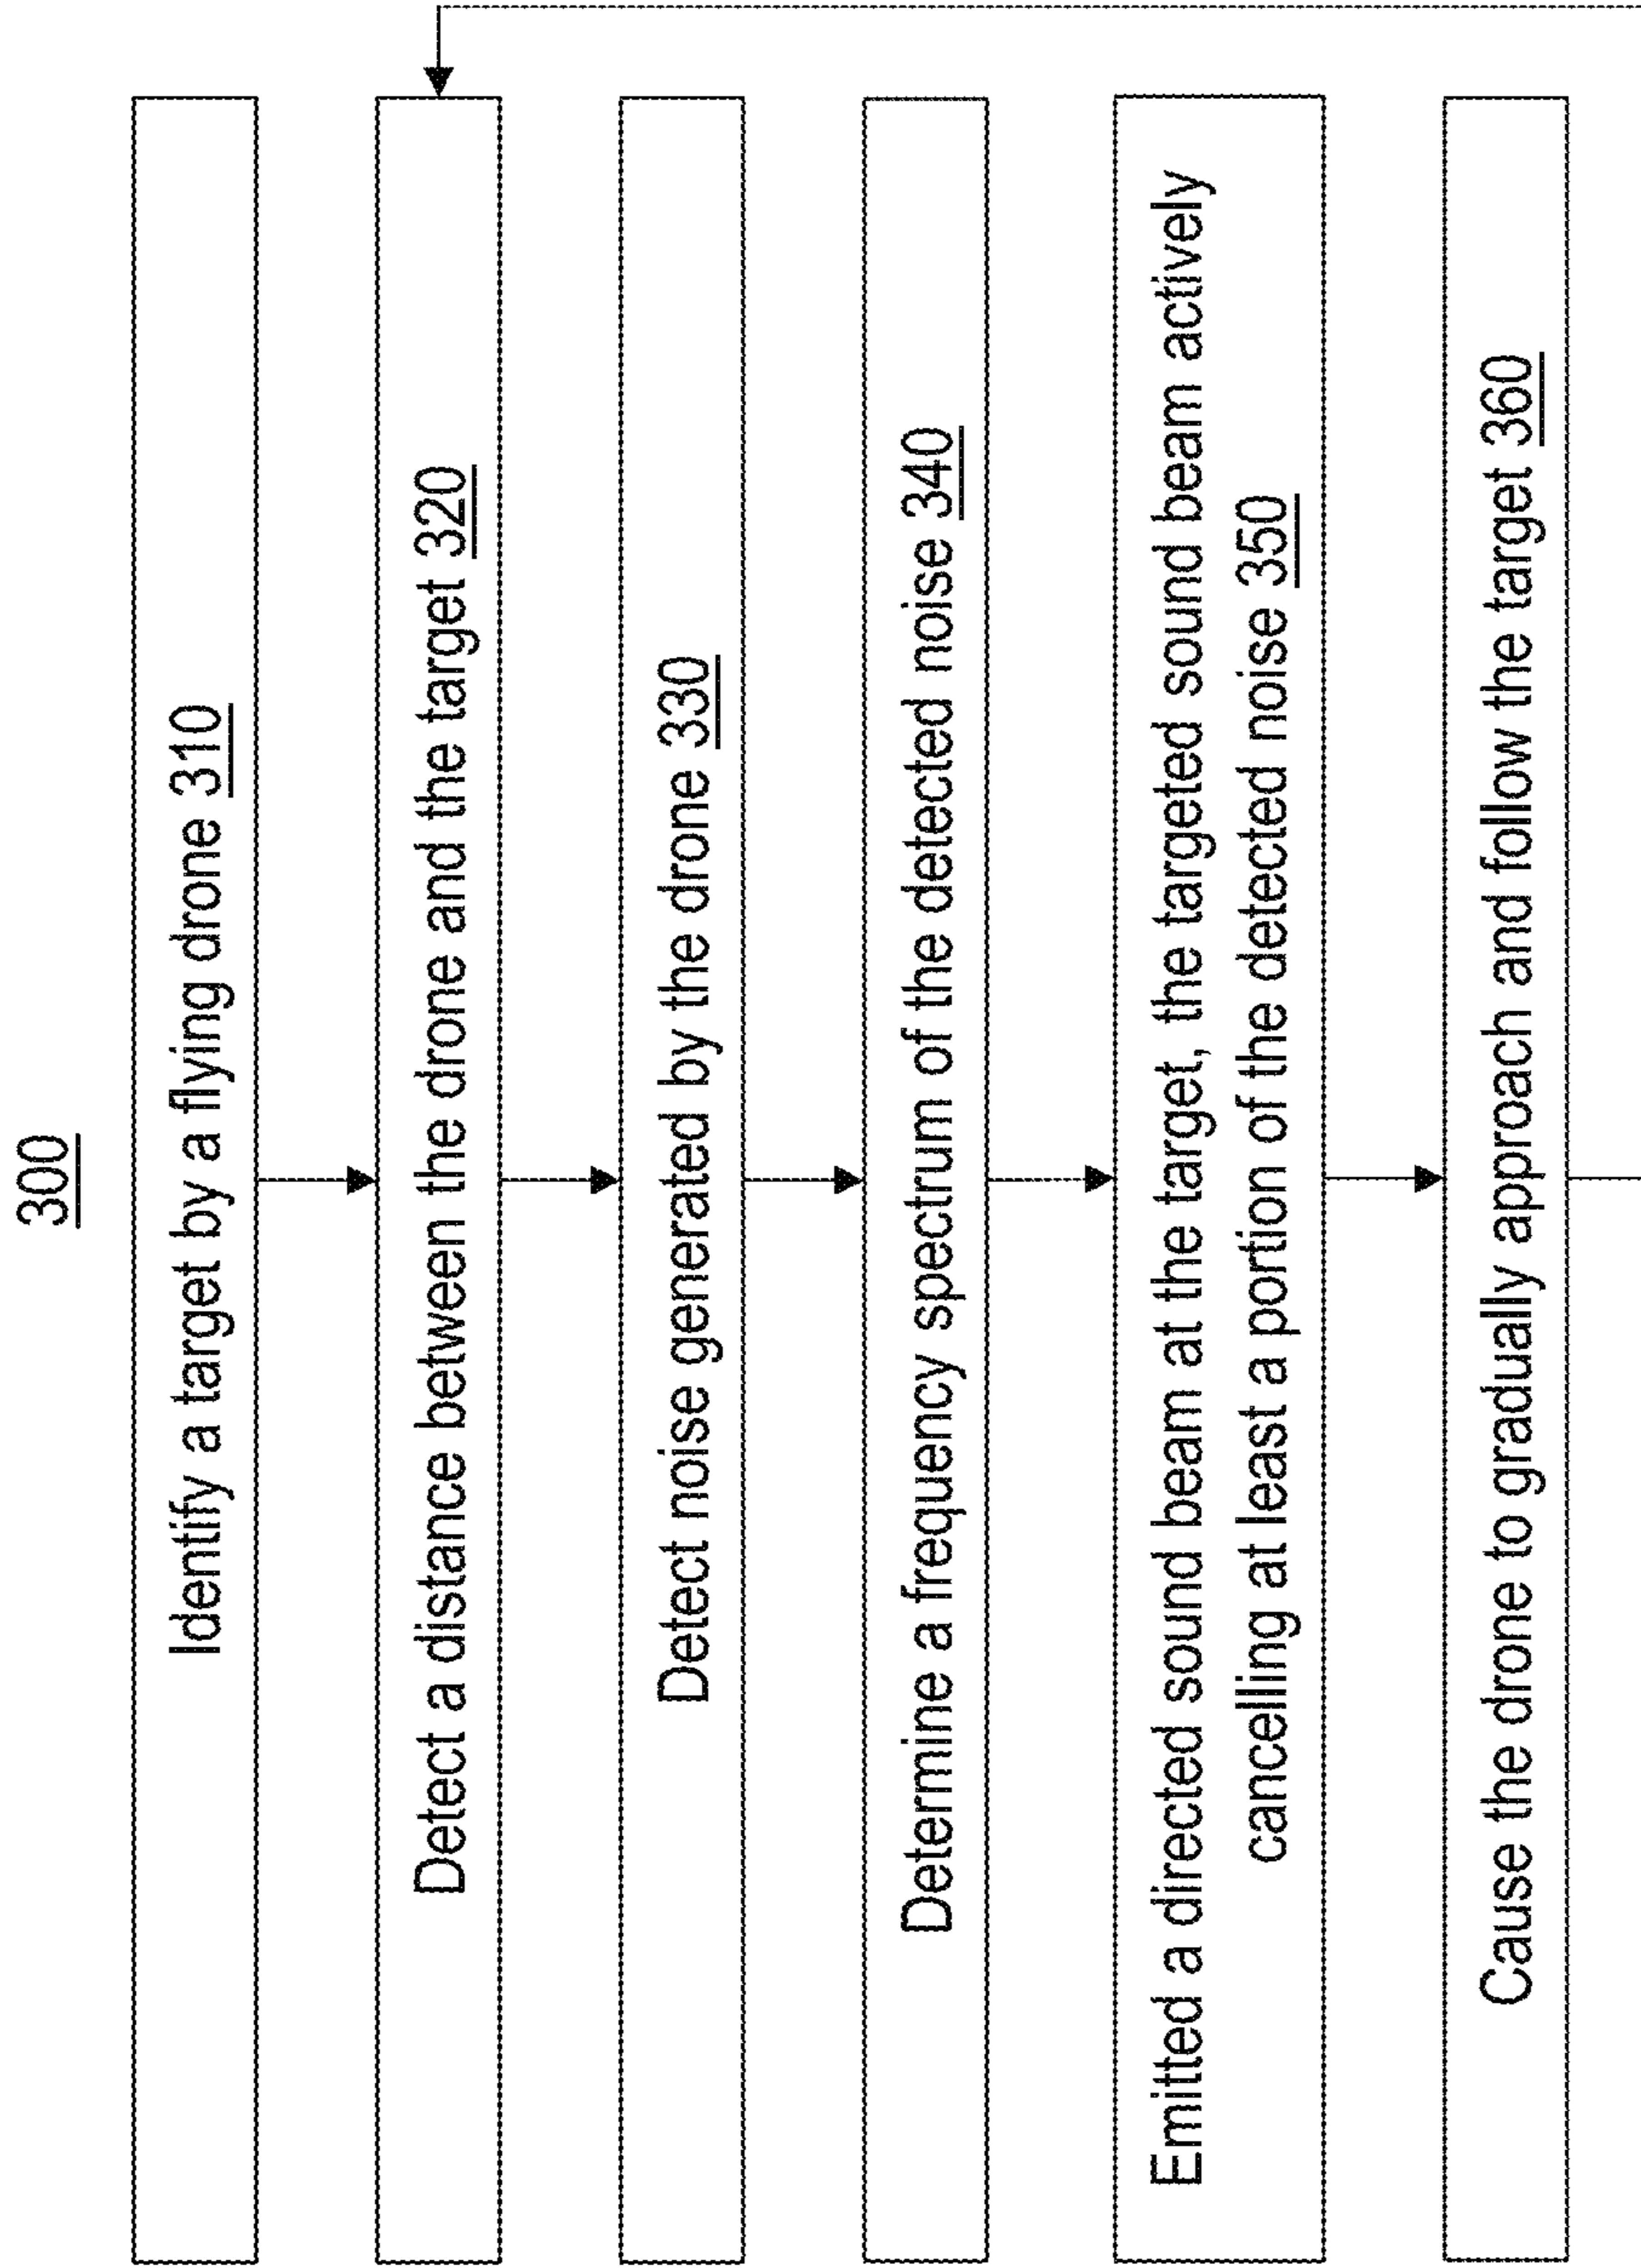 300
Identify a target by a flying drone 310
Detect a distance between the drone and the target 320
Detect noise generated by the drone 330
Determine a frequency spectrum of the detected noise 340
Emitted a directed sound beam at the target, the targeted sound beam actively
cancelling at least a portion of the detected noise 350
Cause the drone to gradually approach and follow the target 360